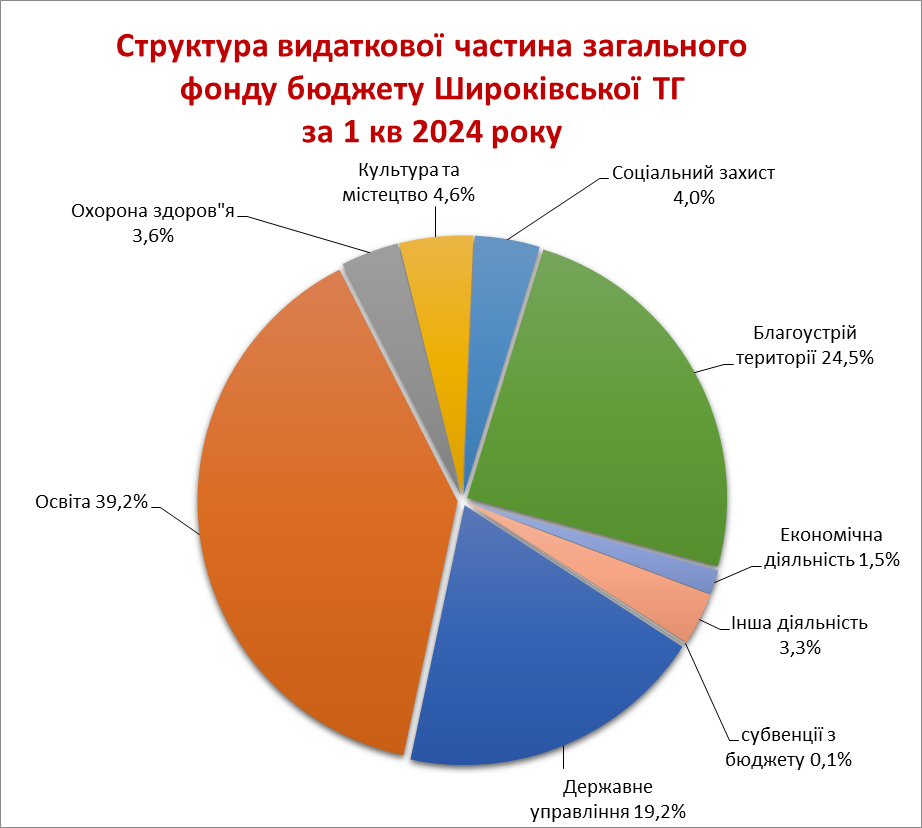 Структура видаткової частина загального
фонду бюджету Широківської ТГ
за 1 кв 2024 року
Культура та
містецтво 4,6%
Соціальний захист
4,0%
Охорона здоров"я
3,6%
Благоустрій
території 24,5%
Освіта 39,2%
Економічна
діяльність 1,5%
Інша діяльність
3,3%
субвенції з
бюджету 0,1%
Державне
управління 19,2%